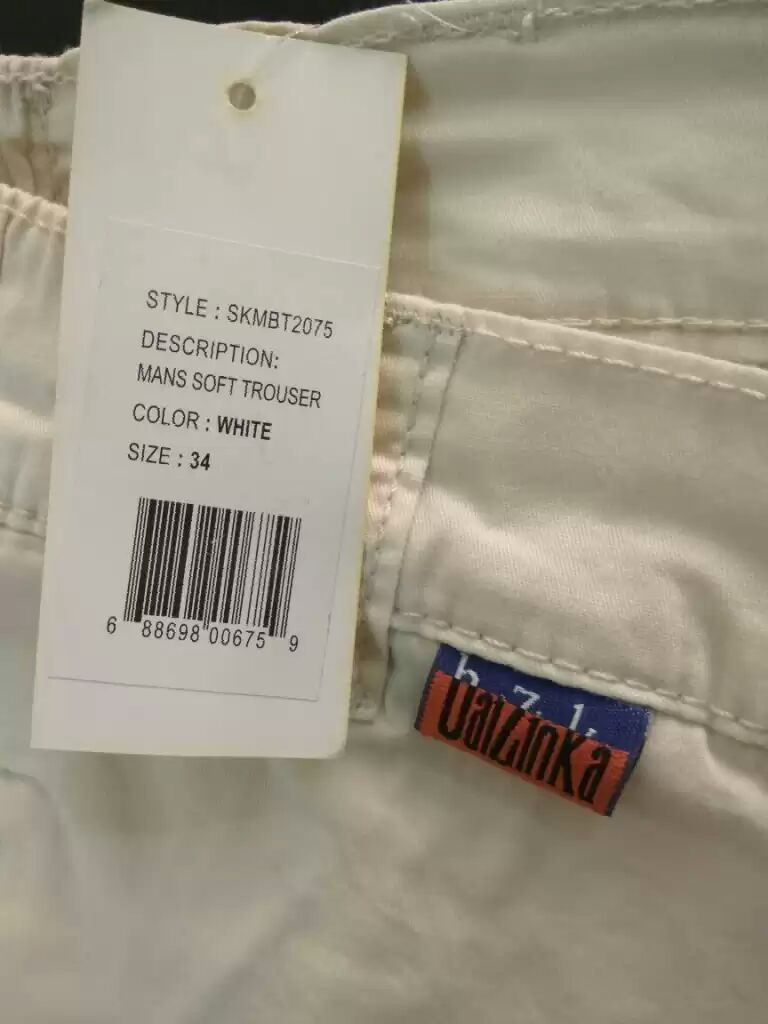 STYLE : SKMBT2075
DESCRIPTION:
MANS SOFT TROUSER
COLOR : WHITE
SIZE : 34
6 88698 00675 9